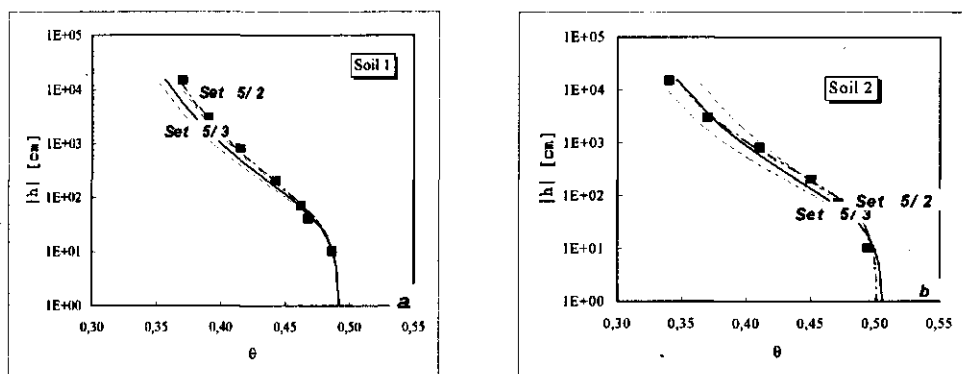 1E+05
1E+04
1E+03
1E+02
1E+01
1E+00
|h| [cm]
Soil 1
Set 5/2
Set 5/3
a
0,30 0,35 0,40 0,45 0,50 0,55
θ
1E+05
1E+04
1E+03
1E+02
1E+01
1E+00
|h| [cm]
Soil 2
Set 5/2
Set 5/3
b
0,30 0,35 0,40 0,45 0,50 0,55
θ